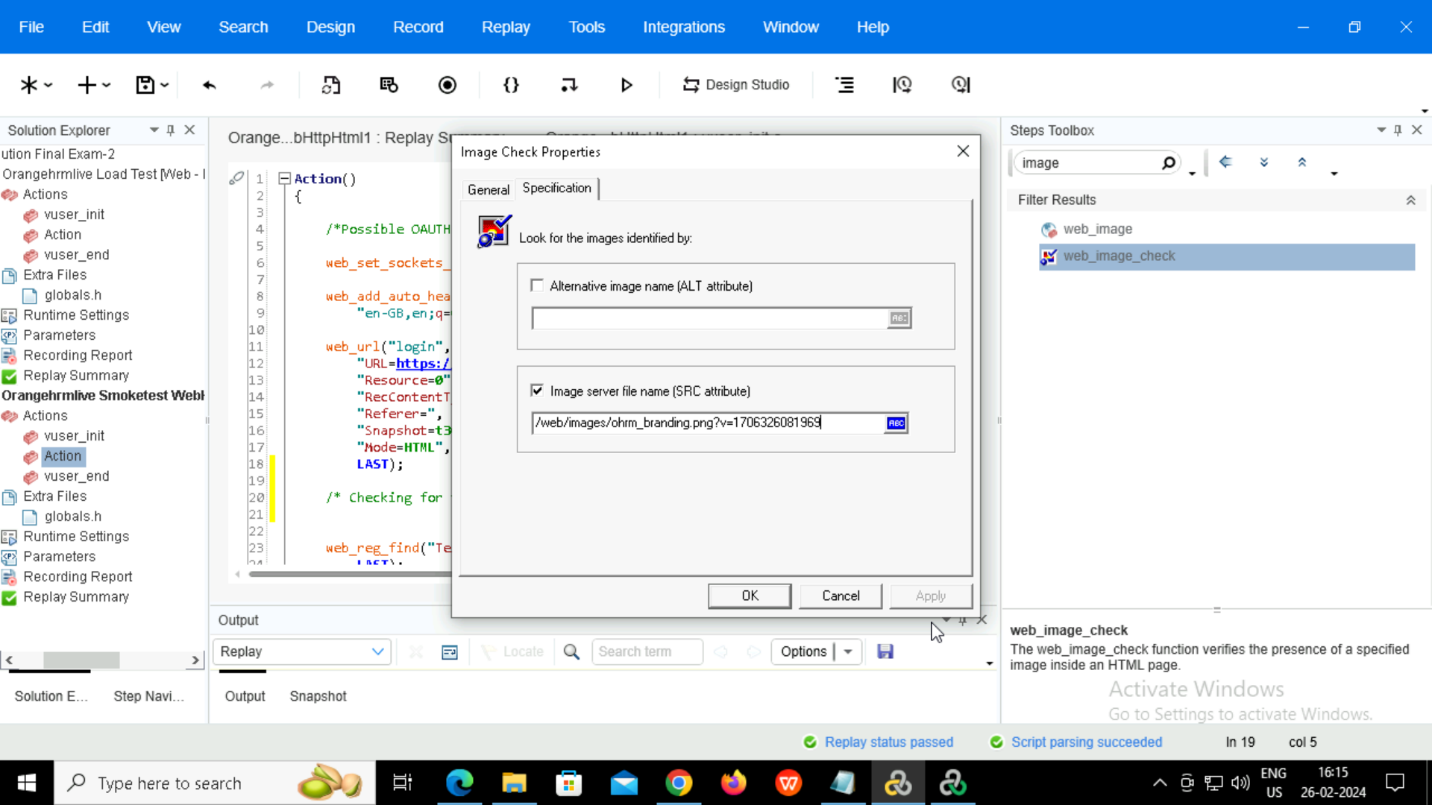 File Edit View Search Design Record Replay Tools Integrations Window Help
Design Studio
Solution Explorer
ution Final Exam-2
Orangehrmlive Load Test [Web - I
Actions
vuser_init
Action
vuser_end
Extra Files
globals.h
Runtime Settings
Parameters
Recording Report
Replay Summary
Orangehrmlive Smoketest WebH
Actions
vuser_init
Action
vuser_end
Extra Files
globals.h
Runtime Settings
Parameters
Recording Report
Replay Summary
Solution E... Step Navi...
Orange...bHttpHtml1 : Replay Summary
1 Action()
2 {
3
4 /*Possible OAUTH
5
6 web_set_sockets_
7
8 web_add_auto_hea
9 "en-GB,en;q=
10
11 web_url("login",
12 "URL=https:/
13 "Resource=0"
14 "RecContentT
15 "Referer=",
16 "Snapshot=t3
17 "Mode=HTML",
18 LAST);
19
20 /* Checking for
21
22
23 web_reg_find("Te
24 LAST);
Image Check Properties
General Specification
Look for the images identified by:
Alternative image name (ALT attribute)
ABC
Image server file name (SRC attribute)
/web/images/ohrm_branding.png?v=1706326081969
ABC
OK Cancel Apply
Output
Replay Locate Search term Options
Output Snapshot
Steps Toolbox
image
Filter Results
web_image
web_image_check
web_image_check
The web_image_check function verifies the presence of a specified
image inside an HTML page.
Activate Windows
Go to Settings to activate Windows.
Replay status passed Script parsing succeeded ln 19 col 5
Type here to search
ENG
US
16:15
26-02-2024